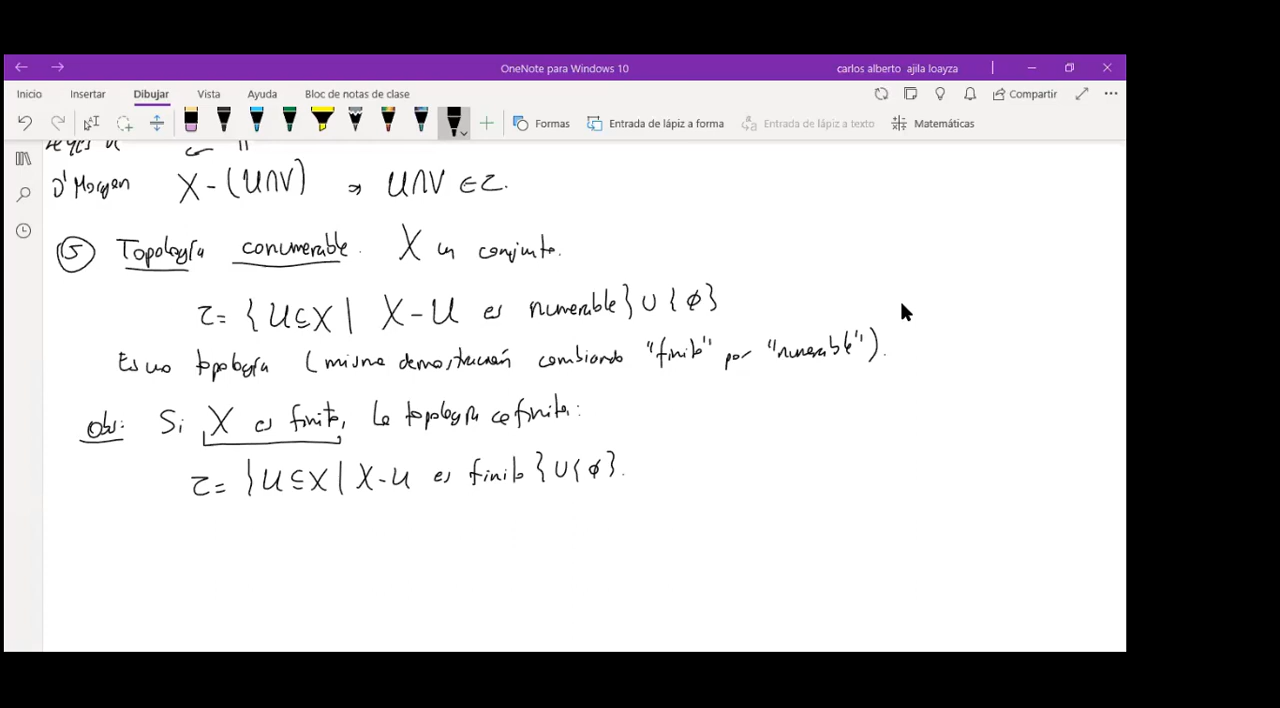 OneNote para Windows 10
carlos alberto ajila loayza
Inicio Insertar Dibujar Vista Ayuda Bloc de notas de clase
Compartir
Formas Entrada de lápiz a forma Entrada de lápiz a texto Matemáticas
D'Morgan X - (U∩V) ⇒ U∩V ∈ τ.
⑤ Topología conumerable. X un conjunto.
τ = { U ⊆ X | X - U es numerable } ∪ { ϕ }
Es una topología (misma demostración cambiando "finito" por "numerable").
Obs: Si X es finito, la topología cofinita:
τ = { U ⊆ X | X - U es finito } ∪ { ϕ }.